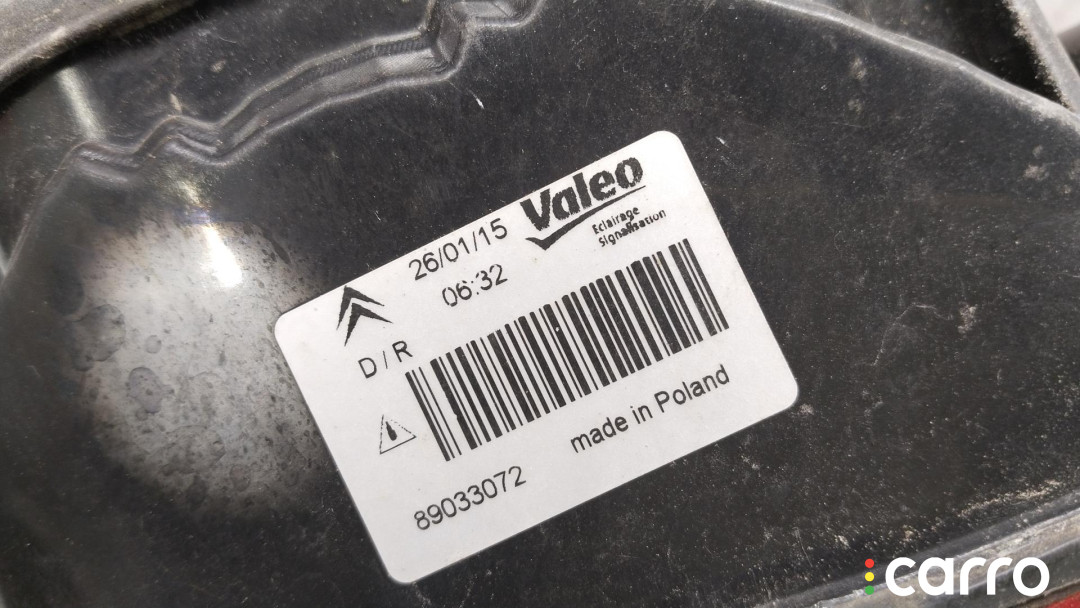 Valeo
Eclairage
Signalisation
26/01/15
06:32
D / R
made in Poland
89033072
carro